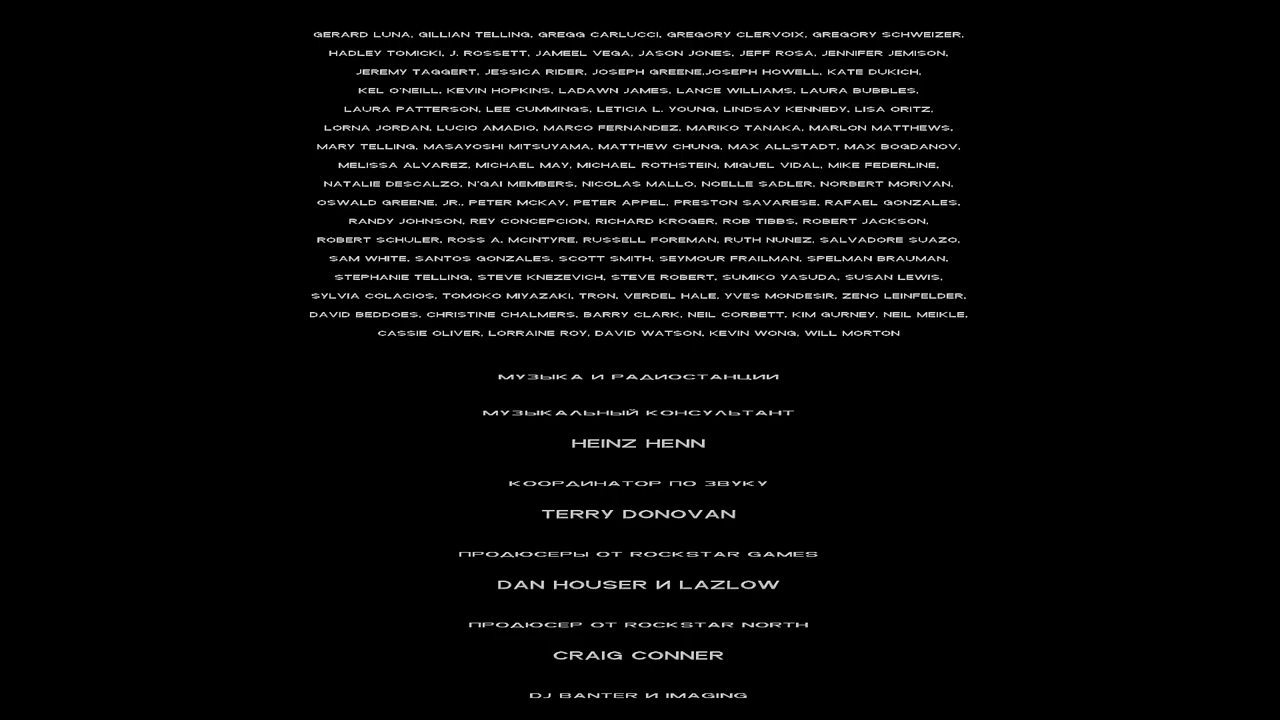 GERARD LUNA, GILLIAN TELLING, GREGG CARLUCCI, GREGORY CLERVOIX, GREGORY SCHWEIZER,
HADLEY TOMICKI, J. ROSSETT, JAMEEL VEGA, JASON JONES, JEFF ROSA, JENNIFER JEMISON,
JEREMY TAGGERT, JESSICA RIDER, JOSEPH GREENE,JOSEPH HOWELL, KATE DUKICH,
KEL O'NEILL, KEVIN HOPKINS, LADAWN JAMES, LANCE WILLIAMS, LAURA BUBBLES,
LAURA PATTERSON, LEE CUMMINGS, LETICIA L. YOUNG, LINDSAY KENNEDY, LISA ORITZ,
LORNA JORDAN, LUCIO AMADIO, MARCO FERNANDEZ, MARIKO TANAKA, MARLON MATTHEWS,
MARY TELLING, MASAYOSHI MITSUYAMA, MATTHEW CHUNG, MAX ALLSTADT, MAX BOGDANOV,
MELISSA ALVAREZ, MICHAEL MAY, MICHAEL ROTHSTEIN, MIGUEL VIDAL, MIKE FEDERLINE,
NATALIE DESCALZO, N'GAI MEMBERS, NICOLAS MALLO, NOELLE SADLER, NORBERT MORIVAN,
OSWALD GREENE, JR., PETER MCKAY, PETER APPEL, PRESTON SAVARESE, RAFAEL GONZALES,
RANDY JOHNSON, REY CONCEPCION, RICHARD KROGER, ROB TIBBS, ROBERT JACKSON,
ROBERT SCHULER, ROSS A. MCINTYRE, RUSSELL FOREMAN, RUTH NUNEZ, SALVADORE SUAZO,
SAM WHITE, SANTOS GONZALES, SCOTT SMITH, SEYMOUR FRAILMAN, SPELMAN BRAUMAN,
STEPHANIE TELLING, STEVE KNEZEVICH, STEVE ROBERT, SUMIKO YASUDA, SUSAN LEWIS,
SYLVIA COLACIOS, TOMOKO MIYAZAKI, TRON, VERDEL HALE, YVES MONDESIR, ZENO LEINFELDER,
DAVID BEDDOES, CHRISTINE CHALMERS, BARRY CLARK, NEIL CORBETT, KIM GURNEY, NEIL MEIKLE,
CASSIE OLIVER, LORRAINE ROY, DAVID WATSON, KEVIN WONG, WILL MORTON
МУЗЫКА И РАДИОСТАНЦИИ
МУЗЫКАЛЬНЫЙ КОНСУЛЬТАНТ
HEINZ HENN
КООРДИНАТОР ПО ЗВУКУ
TERRY DONOVAN
ПРОДЮСЕРЫ ОТ ROCKSTAR GAMES
DAN HOUSER И LAZLOW
ПРОДЮСЕР ОТ ROCKSTAR NORTH
CRAIG CONNER
DJ BANTER И IMAGING